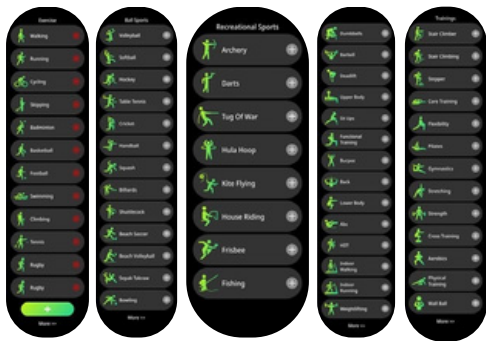 Exercise
Walking
Running
Cycling
Skipping
Badminton
Basketball
Football
Swimming
Climbing
Tennis
Rugby
Rugby
More >>
Ball Sports
Volleyball
Softball
Hockey
Table Tennis
Cricket
Handball
Squash
Billiards
Shuttlecock
Beach Soccer
Beach Volleyball
Sepak Takraw
Bowling
More >>
Recreational Sports
Archery
Darts
Tug Of War
Hula Hoop
Kite Flying
House Riding
Frisbee
Fishing
Dumbbells
Barbell
Deadlift
Upper Body
Sit Ups
Functional
Training
Burpee
Back
Lower Body
Abs
HIIT
Indoor
Walking
Indoor
Running
Weightlifting
More >>
Trainings
Stair Climber
Stair Climbing
Stepper
Core Training
Flexibility
Pilates
Gymnastics
Stretching
Strength
Cross Training
Aerobics
Physical
Training
Wall Ball
More >>